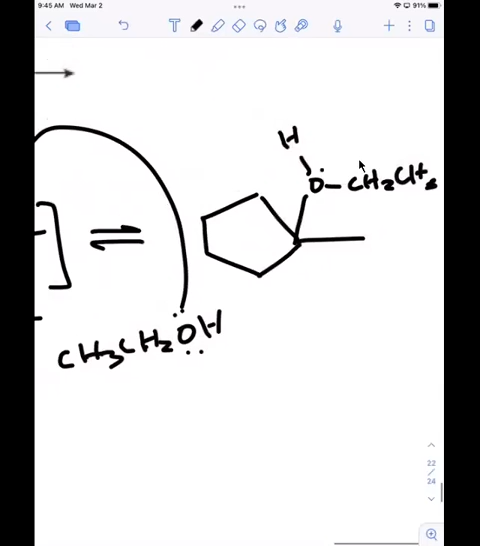 9:45 AM Wed Mar 2
91%
T
H
O-CH₂CH₃
CH₃CH₂OH
22
/
24